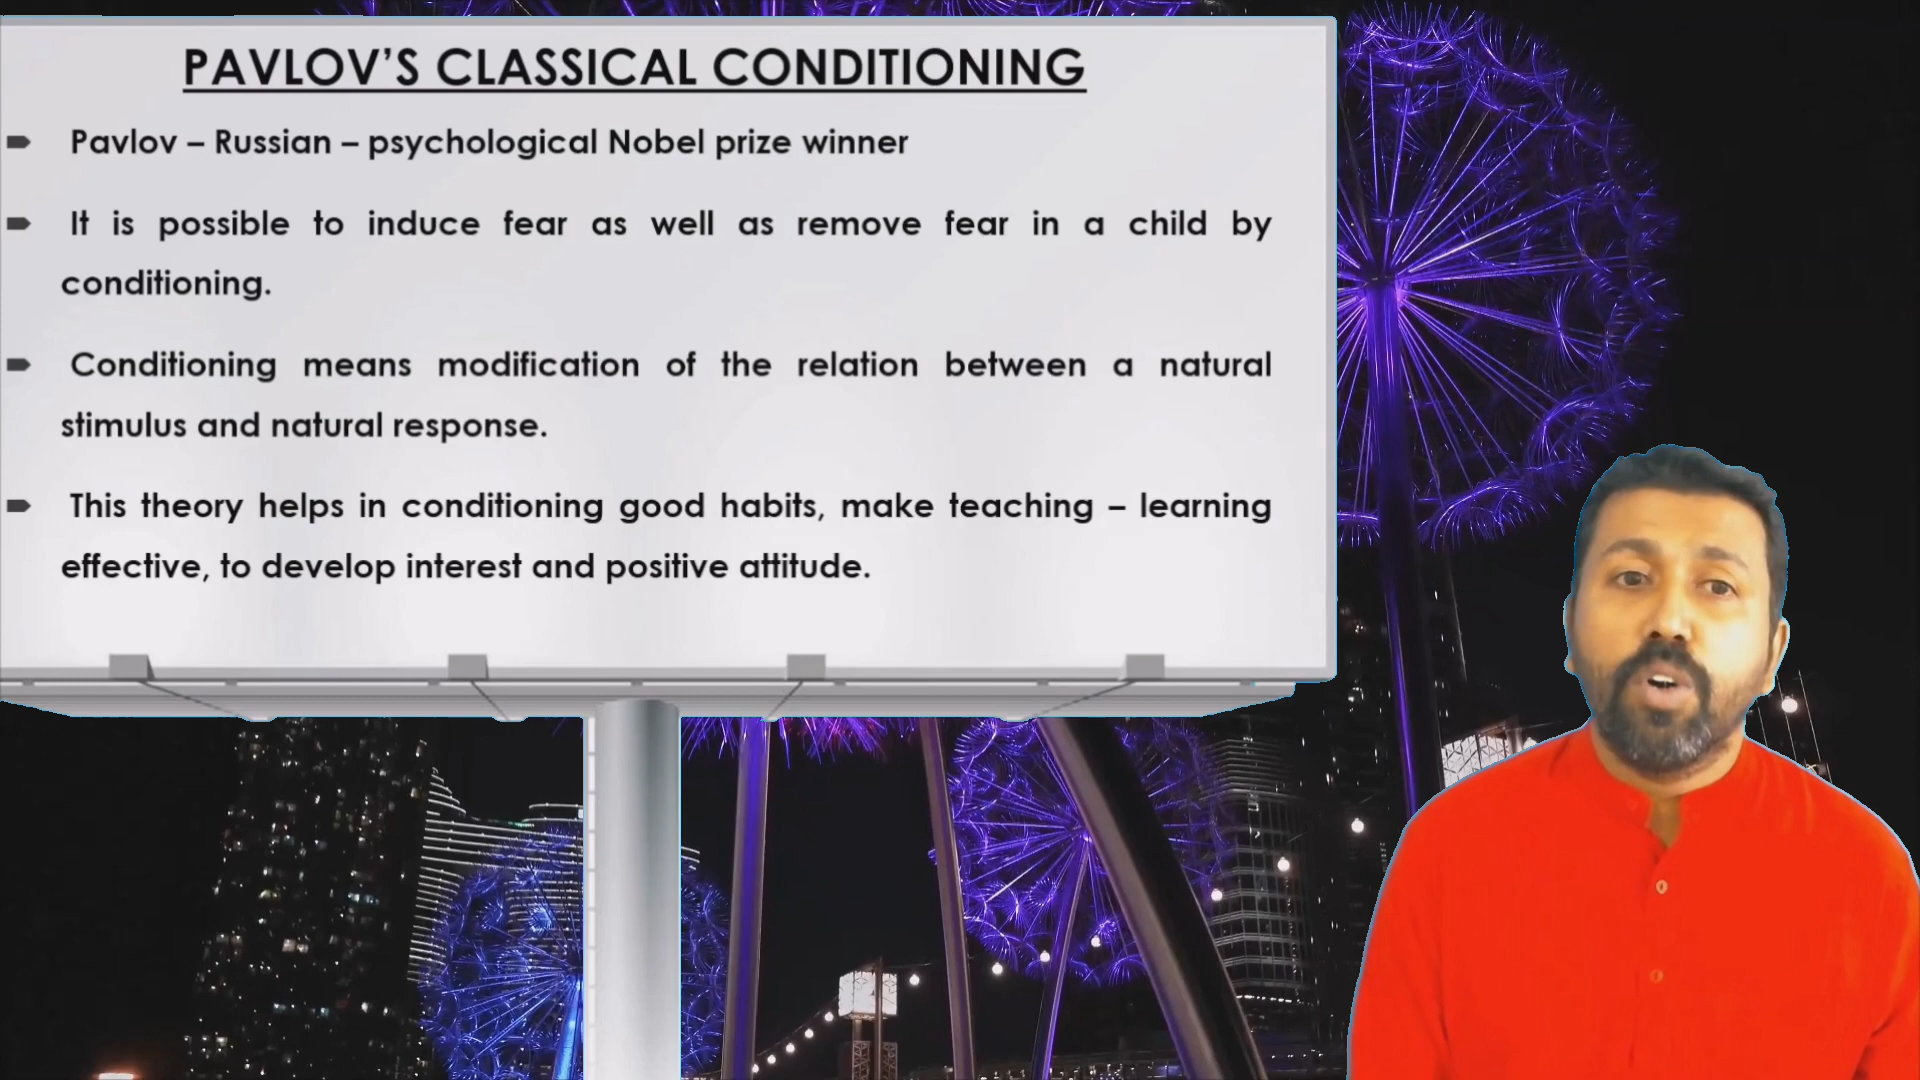 PAVLOV’S CLASSICAL CONDITIONING
Pavlov – Russian – psychological Nobel prize winner
It is possible to induce fear as well as remove fear in a child by
conditioning.
Conditioning means modification of the relation between a natural
stimulus and natural response.
This theory helps in conditioning good habits, make teaching – learning
effective, to develop interest and positive attitude.